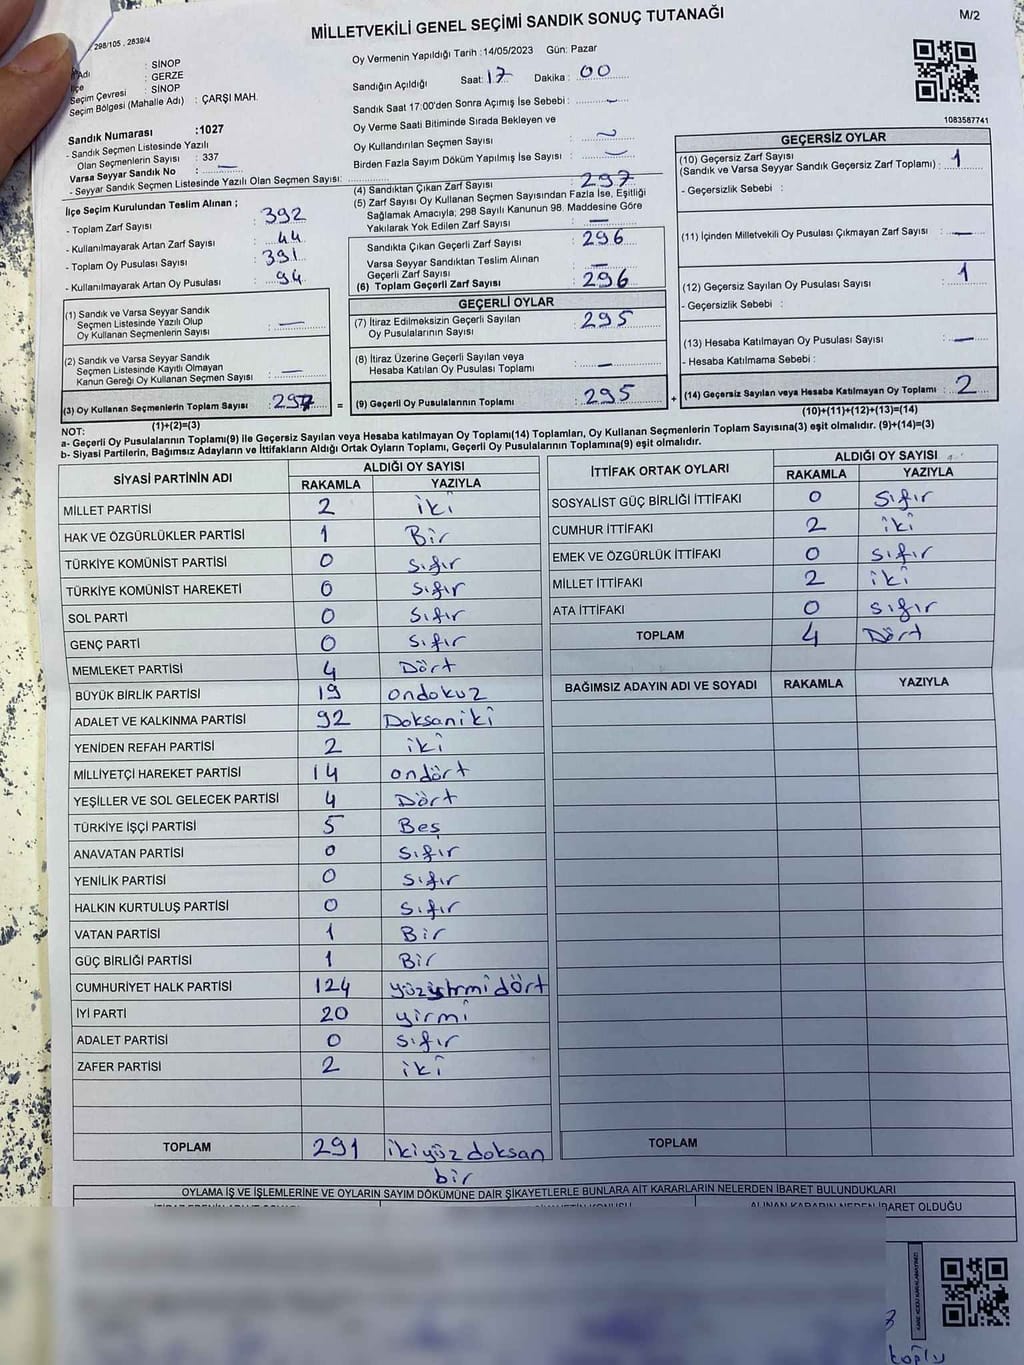 298/105 . 2839/4
MİLLETVEKİLİ GENEL SEÇİMİ SANDIK SONUÇ TUTANAĞI
M/2
Adı : SİNOP
İlçe : GERZE
Seçim Çevresi : SİNOP
Seçim Bölgesi (Mahalle Adı) : ÇARŞI MAH.
Oy Vermenin Yapıldığı Tarih :14/05/2023 Gün: Pazar
Sandığın Açıldığı Saat: 17 Dakika : 00
Sandık Saat 17:00'den Sonra Açımış İse Sebebi : —
Oy Verme Saati Bitiminde Sırada Bekleyen ve
Oy Kullandırılan Seçmen Sayısı : ~
Birden Fazla Sayım Döküm Yapılmış İse Sayısı : ~
1083587741
Sandık Numarası :1027
- Sandık Seçmen Listesinde Yazılı
Olan Seçmenlerin Sayısı : 337
Varsa Seyyar Sandık No : —
- Seyyar Sandık Seçmen Listesinde Yazılı Olan Seçmen Sayısı:
İlçe Seçim Kurulundan Teslim Alınan ;
- Toplam Zarf Sayısı : 392
- Kullanılmayarak Artan Zarf Sayısı : 44
- Toplam Oy Pusulası Sayısı : 391
- Kullanılmayarak Artan Oy Pusulası : 94
(1) Sandık ve Varsa Seyyar Sandık
Seçmen Listesinde Yazılı Olup
Oy Kullanan Seçmenlerin Sayısı : —
(2) Sandık ve Varsa Seyyar Sandık
Seçmen Listesinde Kayıtlı Olmayan
Kanun Gereği Oy Kullanan Seçmen Sayısı : —
(3) Oy Kullanan Seçmenlerin Toplam Sayısı : 297 =
(1)+(2)=(3)
(4) Sandıktan Çıkan Zarf Sayısı : 297
(5) Zarf Sayısı Oy Kullanan Seçmen Sayısından Fazla İse, Eşitliği
Sağlamak Amacıyla; 298 Sayılı Kanunun 98. Maddesine Göre
Yakılarak Yok Edilen Zarf Sayısı : —
Sandıkta Çıkan Geçerli Zarf Sayısı : 296
Varsa Seyyar Sandıktan Teslim Alınan
Geçerli Zarf Sayısı : —
(6) Toplam Geçerli Zarf Sayısı : 296
GEÇERLİ OYLAR
(7) İtiraz Edilmeksizin Geçerli Sayılan
Oy Pusulalarının Sayısı : 295
(8) İtiraz Üzerine Geçerli Sayılan veya
Hesaba Katılan Oy Pusulası Toplamı : —
(9) Geçerli Oy Pusulalarının Toplamı : 295 +
GEÇERSİZ OYLAR
(10) Geçersiz Zarf Sayısı
(Sandık ve Varsa Seyyar Sandık Geçersiz Zarf Toplamı) : 1
- Geçersizlik Sebebi :
(11) İçinden Milletvekili Oy Pusulası Çıkmayan Zarf Sayısı : —
(12) Geçersiz Sayılan Oy Pusulası Sayısı : 1
- Geçersizlik Sebebi :
(13) Hesaba Katılmayan Oy Pusulası Sayısı : —
- Hesaba Katılmama Sebebi :
(14) Geçersiz Sayılan veya Hesaba Katılmayan Oy Toplamı : 2
(10)+(11)+(12)+(13)=(14)
NOT:
a- Geçerli Oy Pusulalarının Toplamı(9) ile Geçersiz Sayılan veya Hesaba katılmayan Oy Toplamı(14) Toplamları, Oy Kullanan Seçmenlerin Toplam Sayısına(3) eşit olmalıdır. (9)+(14)=(3)
b- Siyasi Partilerin, Bağımsız Adayların ve İttifakların Aldığı Ortak Oyların Toplamı, Geçerli Oy Pusulalarının Toplamına(9) eşit olmalıdır.
SİYASİ PARTİNİN ADI ALDIĞI OY SAYISI
RAKAMLA YAZIYLA
MİLLET PARTİSİ 2 iki
HAK VE ÖZGÜRLÜKLER PARTİSİ 1 Bir
TÜRKİYE KOMÜNİST PARTİSİ 0 Sıfır
TÜRKİYE KOMÜNİST HAREKETİ 0 Sıfır
SOL PARTİ 0 Sıfır
GENÇ PARTİ 0 Sıfır
MEMLEKET PARTİSİ 4 Dört
BÜYÜK BİRLİK PARTİSİ 19 ondokuz
ADALET VE KALKINMA PARTİSİ 92 Doksaniki
YENİDEN REFAH PARTİSİ 2 iki
MİLLİYETÇİ HAREKET PARTİSİ 14 ondört
YEŞİLLER VE SOL GELECEK PARTİSİ 4 Dört
TÜRKİYE İŞÇİ PARTİSİ 5 Beş
ANAVATAN PARTİSİ 0 Sıfır
YENİLİK PARTİSİ 0 Sıfır
HALKIN KURTULUŞ PARTİSİ 0 Sıfır
VATAN PARTİSİ 1 Bir
GÜÇ BİRLİĞİ PARTİSİ 1 Bir
CUMHURİYET HALK PARTİSİ 124 yüzyirmidört
İYİ PARTİ 20 yirmi
ADALET PARTİSİ 0 Sıfır
ZAFER PARTİSİ 2 iki
TOPLAM 291 ikiyüzdoksan
bir
İTTİFAK ORTAK OYLARI ALDIĞI OY SAYISI
RAKAMLA YAZIYLA
SOSYALİST GÜÇ BİRLİĞİ İTTİFAKI 0 Sıfır
CUMHUR İTTİFAKI 2 iki
EMEK VE ÖZGÜRLÜK İTTİFAKI 0 Sıfır
MİLLET İTTİFAKI 2 iki
ATA İTTİFAKI 0 Sıfır
TOPLAM 4 Dört
BAĞIMSIZ ADAYIN ADI VE SOYADI RAKAMLA YAZIYLA
TOPLAM
OYLAMA İŞ VE İŞLEMLERİNE VE OYLARIN SAYIM DÖKÜMÜNE DAİR ŞİKAYETLERLE BUNLARA AİT KARARLARIN NELERDEN İBARET BULUNDUKLARI
ALINAN KARARIN NEDEN İBARET OLDUĞU